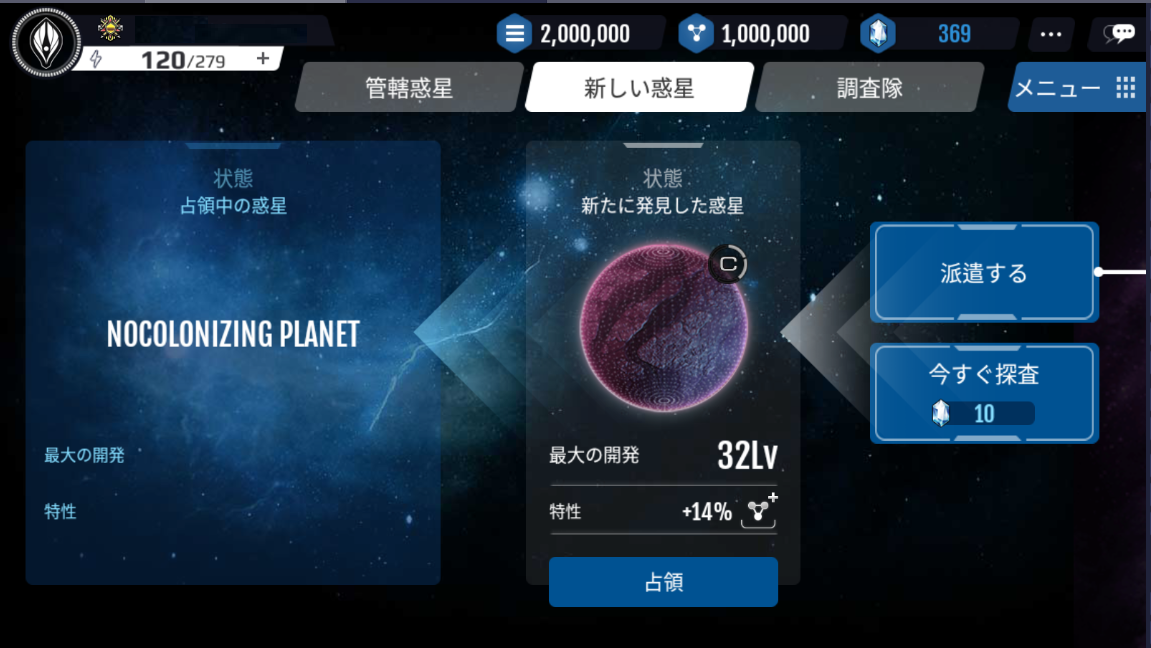 2,000,000
1,000,000
369
120/279 +
管轄惑星
新しい惑星
調査隊
メニュー
状態
占領中の惑星
NOCOLONIZING PLANET
最大の開発
特性
状態
新たに発見した惑星
C
最大の開発 32Lv
特性 +14%
占領
派遣する
今すぐ探査
10